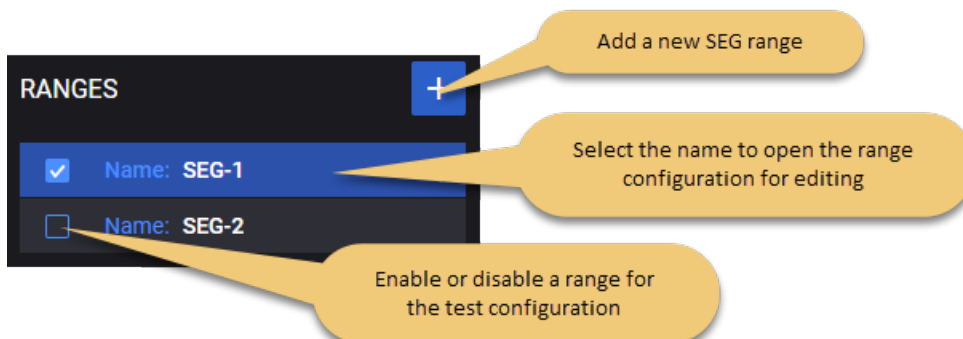 Add a new SEG range
RANGES
+
Select the name to open the range
configuration for editing
Name: SEG-1
Name: SEG-2
Enable or disable a range for
the test configuration